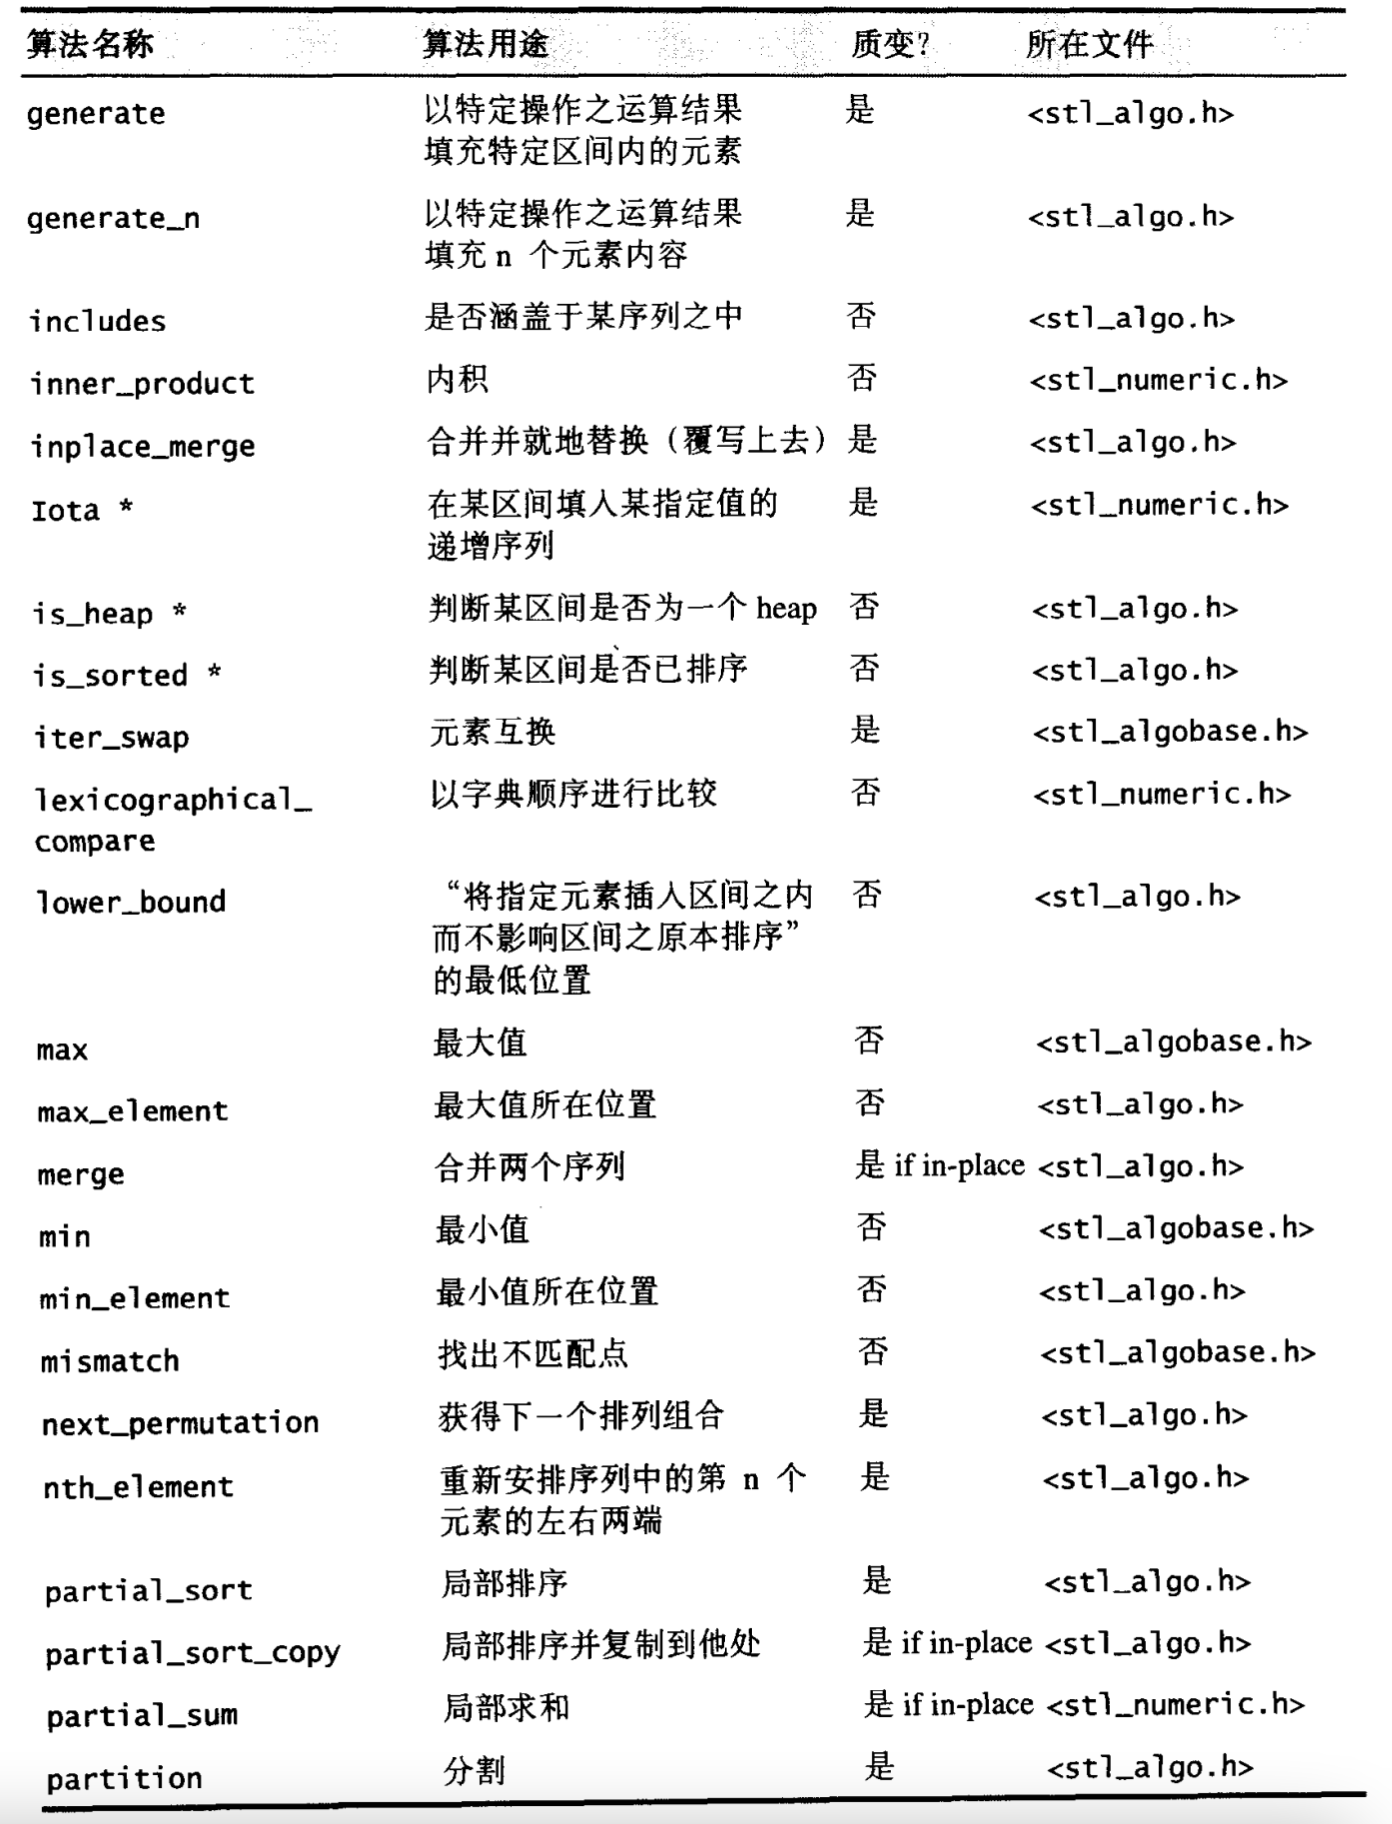 算法名称 算法用途 质变? 所在文件
generate 以特定操作之运算结果 是 <stl_algo.h>
填充特定区间内的元素
generate_n 以特定操作之运算结果 是 <stl_algo.h>
填充 n 个元素内容
includes 是否涵盖于某序列之中 否 <stl_algo.h>
inner_product 内积 否 <stl_numeric.h>
inplace_merge 合并并就地替换（覆写上去） 是 <stl_algo.h>
Iota * 在某区间填入某指定值的 是 <stl_numeric.h>
递增序列
is_heap * 判断某区间是否为一个 heap 否 <stl_algo.h>
is_sorted * 判断某区间是否已排序 否 <stl_algo.h>
iter_swap 元素互换 是 <stl_algobase.h>
lexicographical_ 以字典顺序进行比较 否 <stl_numeric.h>
compare
lower_bound “将指定元素插入区间之内 否 <stl_algo.h>
而不影响区间之原本排序”
的最低位置
max 最大值 否 <stl_algobase.h>
max_element 最大值所在位置 否 <stl_algo.h>
merge 合并两个序列 是 if in-place <stl_algo.h>
min 最小值 否 <stl_algobase.h>
min_element 最小值所在位置 否 <stl_algo.h>
mismatch 找出不匹配点 否 <stl_algobase.h>
next_permutation 获得下一个排列组合 是 <stl_algo.h>
nth_element 重新安排序列中的第 n 个 是 <stl_algo.h>
元素的左右两端
partial_sort 局部排序 是 <stl_algo.h>
partial_sort_copy 局部排序并复制到他处 是 if in-place <stl_algo.h>
partial_sum 局部求和 是 if in-place <stl_numeric.h>
partition 分割 是 <stl_algo.h>